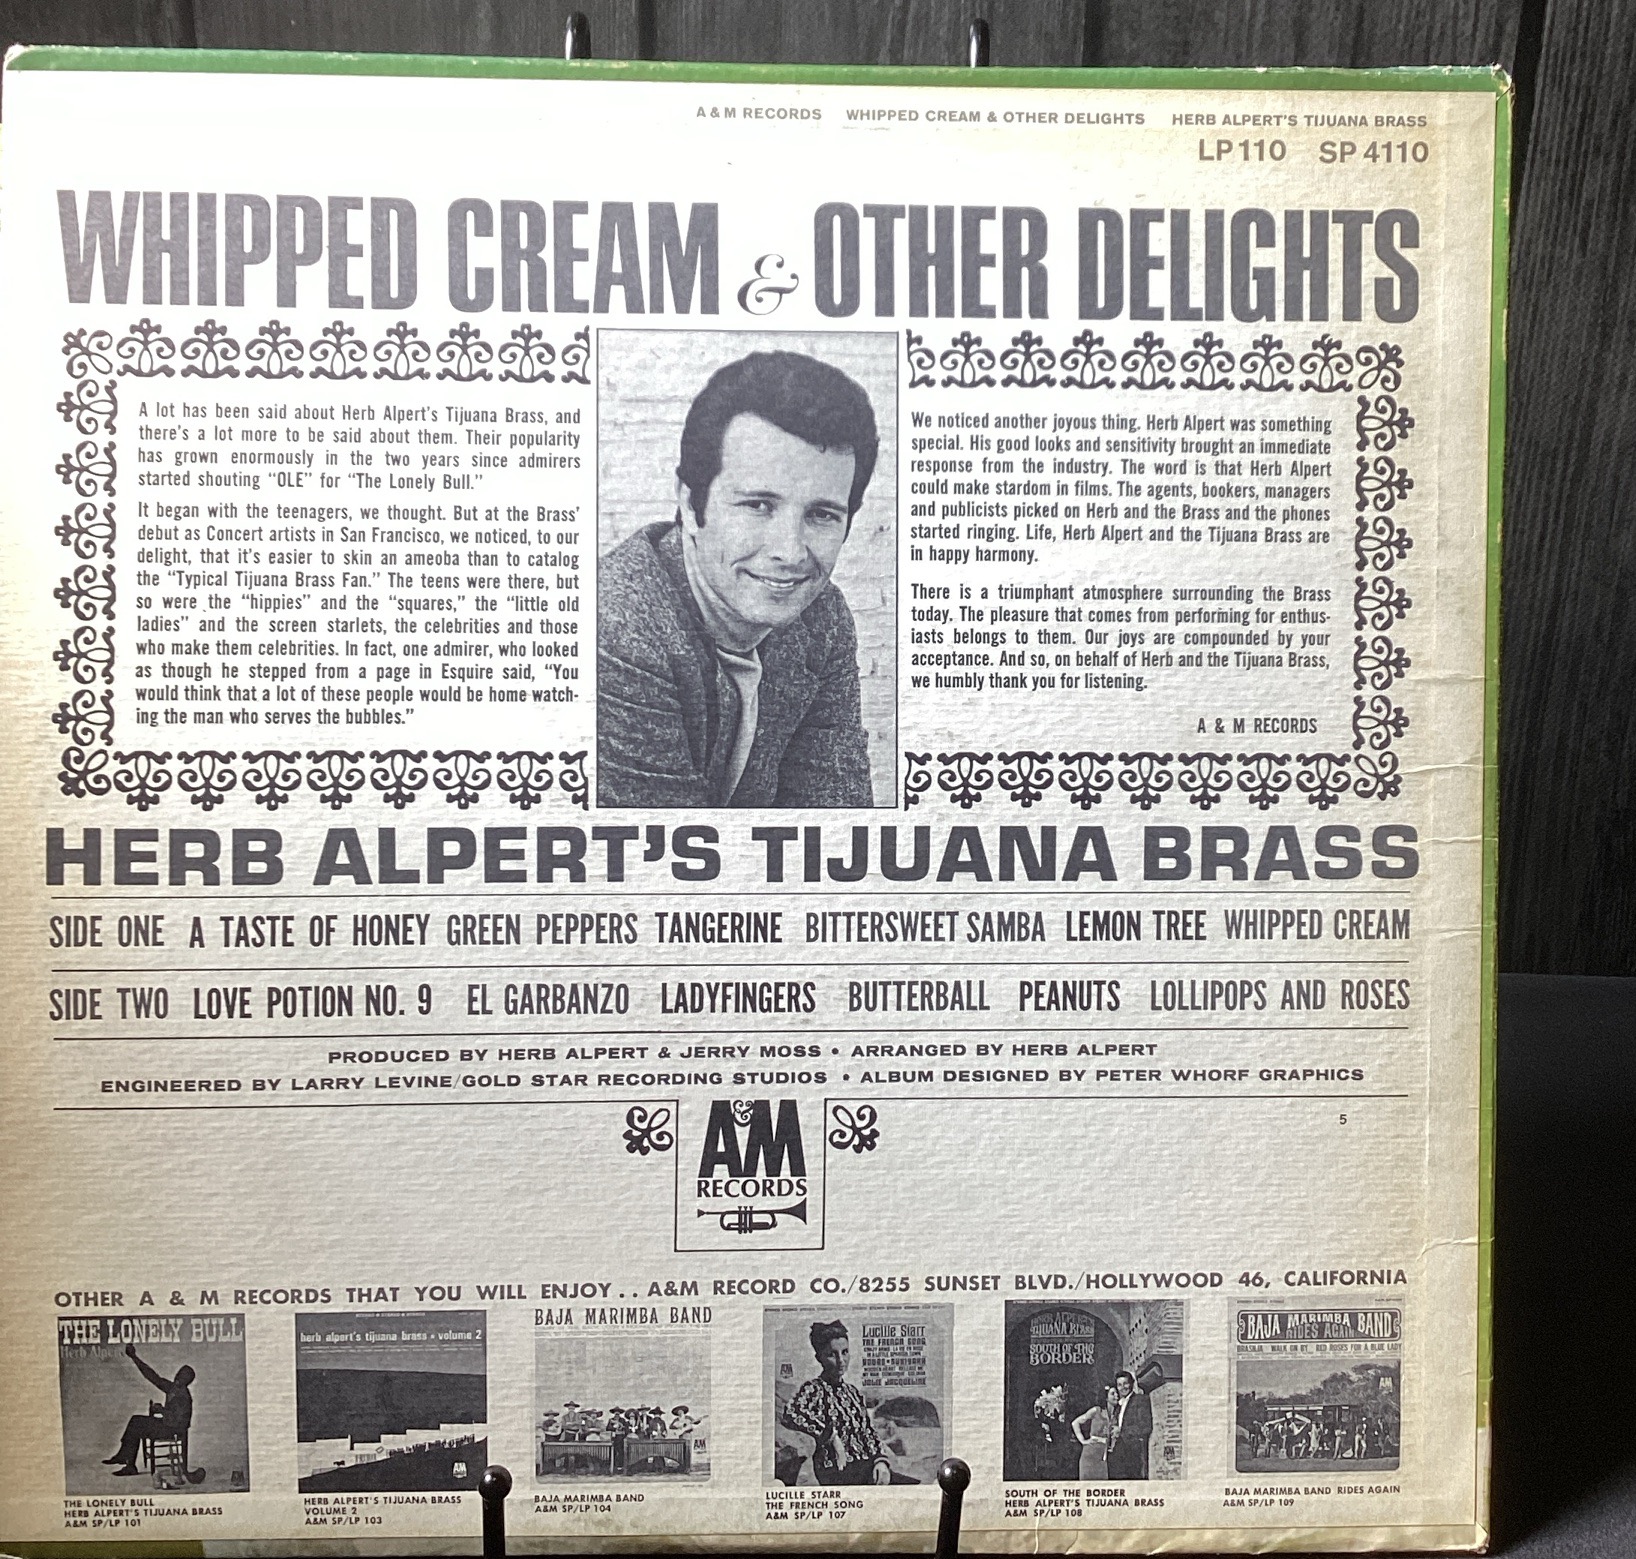 A & M RECORDS WHIPPED CREAM & OTHER DELIGHTS HERB ALPERT'S TIJUANA BRASS
LP 110 SP 4110
WHIPPED CREAM & OTHER DELIGHTS
A lot has been said about Herb Alpert's Tijuana Brass, and
there's a lot more to be said about them. Their popularity
has grown enormously in the two years since admirers
started shouting "OLE" for "The Lonely Bull."
It began with the teenagers, we thought. But at the Brass'
debut as Concert artists in San Francisco, we noticed, to our
delight, that it's easier to skin an ameoba than to catalog
the "Typical Tijuana Brass Fan." The teens were there, but
so were the "hippies" and the "squares," the "little old
ladies" and the screen starlets, the celebrities and those
who make them celebrities. In fact, one admirer, who looked
as though he stepped from a page in Esquire said, "You
would think that a lot of these people would be home watch-
ing the man who serves the bubbles."
We noticed another joyous thing. Herb Alpert was something
special. His good looks and sensitivity brought an immediate
response from the industry. The word is that Herb Alpert
could make stardom in films. The agents, bookers, managers
and publicists picked on Herb and the Brass and the phones
started ringing. Life, Herb Alpert and the Tijuana Brass are
in happy harmony.
There is a triumphant atmosphere surrounding the Brass
today. The pleasure that comes from performing for enthus-
iasts belongs to them. Our joys are compounded by your
acceptance. And so, on behalf of Herb and the Tijuana Brass,
we humbly thank you for listening.
A & M RECORDS
HERB ALPERT'S TIJUANA BRASS
SIDE ONE A TASTE OF HONEY GREEN PEPPERS TANGERINE BITTERSWEET SAMBA LEMON TREE WHIPPED CREAM
SIDE TWO LOVE POTION NO. 9 EL GARBANZO LADYFINGERS BUTTERBALL PEANUTS LOLLIPOPS AND ROSES
PRODUCED BY HERB ALPERT & JERRY MOSS • ARRANGED BY HERB ALPERT
ENGINEERED BY LARRY LEVINE/GOLD STAR RECORDING STUDIOS • ALBUM DESIGNED BY PETER WHORF GRAPHICS
5
A&M
RECORDS
OTHER A & M RECORDS THAT YOU WILL ENJOY . . A&M RECORD CO./8255 SUNSET BLVD./HOLLYWOOD 46, CALIFORNIA
THE LONELY BULL
Herb Alpert
herb alpert's tijuana brass • volume 2
BAJA MARIMBA BAND
Lucille Starr
THE FRENCH SONG
JOLIE JACQUELINE
TIJUANA BRASS
SOUTH OF THE
BORDER
BAJA MARIMBA BAND
RIDES AGAIN
THE LONELY BULL
HERB ALPERT'S TIJUANA BRASS
A&M SP/LP 101
HERB ALPERT'S TIJUANA BRASS
VOLUME 2
A&M SP/LP 103
BAJA MARIMBA BAND
A&M SP/LP 104
LUCILLE STARR
THE FRENCH SONG
A&M SP/LP 107
SOUTH OF THE BORDER
HERB ALPERT'S TIJUANA BRASS
A&M SP/LP 108
BAJA MARIMBA BAND RIDES AGAIN
A&M SP/LP 109